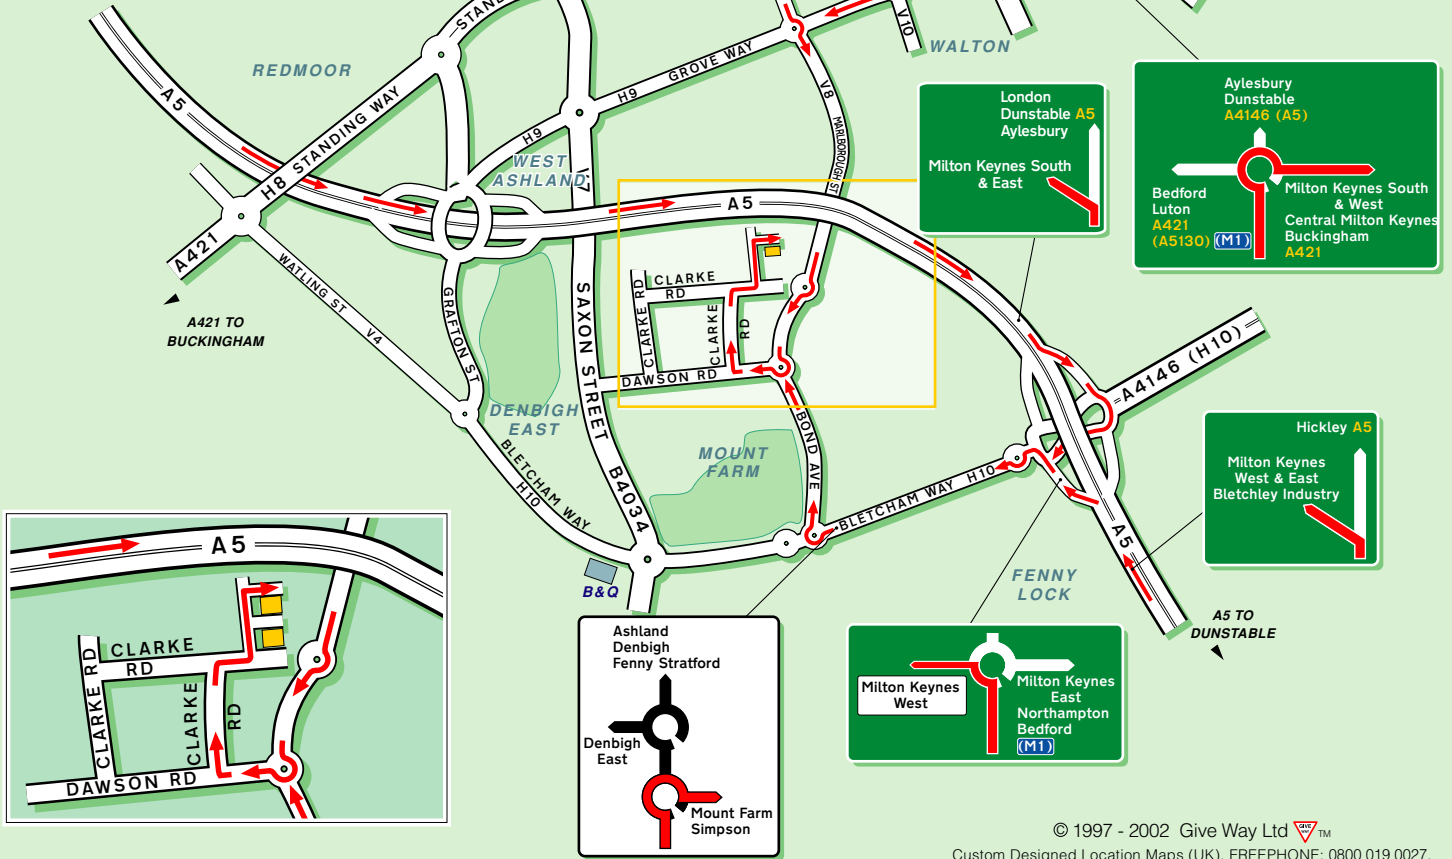 STAND
REDMOOR
A5
H8 STANDING WAY
GROVE WAY
H9
H9
V10
WALTON
V8
MARLBOROUGH ST
WEST
ASHLAND
V7
A5
London
Dunstable A5
Aylesbury
Milton Keynes South
& East
Aylesbury
Dunstable
A4146 (A5)
Bedford
Luton
A421
(A5130) (M1)
Milton Keynes South
& West
Central Milton Keynes
Buckingham
A421
A421
WATLING ST
V4
A421 TO
BUCKINGHAM
GRAFTON ST
SAXON STREET
B4034
CLARKE
RD
CLARKE RD
CLARKE
RD
DAWSON RD
A4146 (H10)
DENBIGH
EAST
BLETCHAM WAY
H10
MOUNT
FARM
BOND AVE
BLETCHAM WAY H10
Hickley A5
Milton Keynes
West & East
Bletchley Industry
A5
FENNY
LOCK
A5 TO
DUNSTABLE
B&Q
A5
CLARKE
RD
CLARKE RD
CLARKE
RD
DAWSON RD
Ashland
Denbigh
Fenny Stratford
Denbigh
East
Mount Farm
Simpson
Milton Keynes
West
Milton Keynes
East
Northampton
Bedford
(M1)
© 1997 - 2002 Give Way Ltd GIVE WAY TM
Custom Designed Location Maps (UK). FREEPHONE: 0800 019 0027.